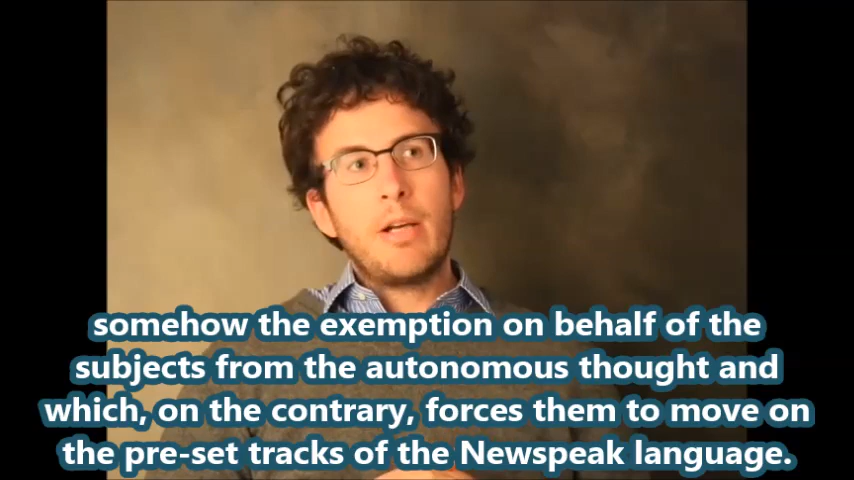 somehow the exemption on behalf of the
subjects from the autonomous thought and
which, on the contrary, forces them to move on
the pre-set tracks of the Newspeak language.